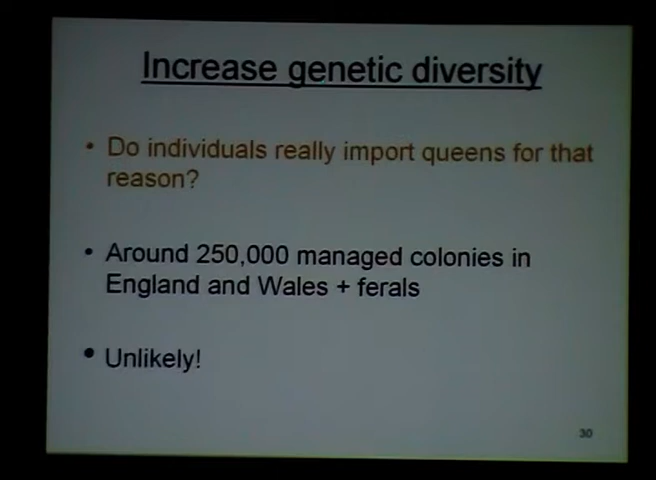 Increase genetic diversity
• Do individuals really import queens for that
reason?
• Around 250,000 managed colonies in
England and Wales + ferals
• Unlikely!
30